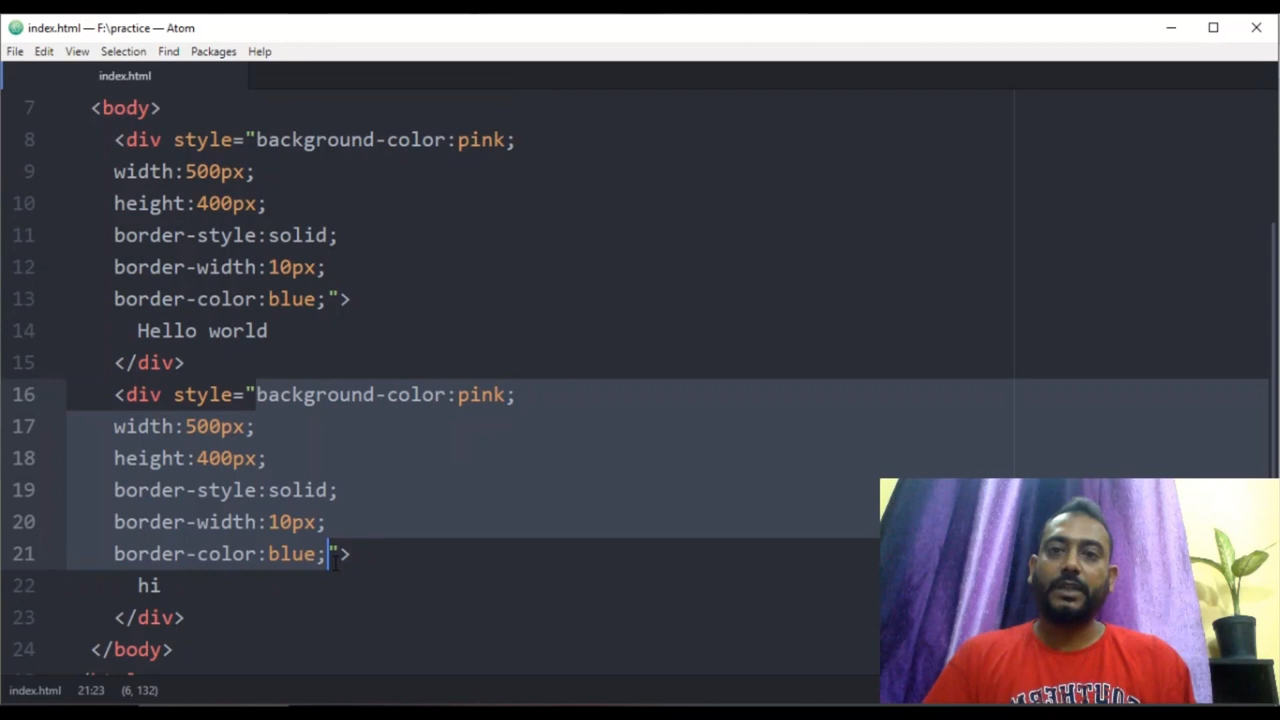 index.html — F:\practice — Atom
File Edit View Selection Find Packages Help
index.html
7 <body>
8 <div style="background-color:pink;
9 width:500px;
10 height:400px;
11 border-style:solid;
12 border-width:10px;
13 border-color:blue;">
14 Hello world
15 </div>
16 <div style="background-color:pink;
17 width:500px;
18 height:400px;
19 border-style:solid;
20 border-width:10px;
21 border-color:blue;">
22 hi
23 </div>
24 </body>
index.html 21:23 (6, 132)